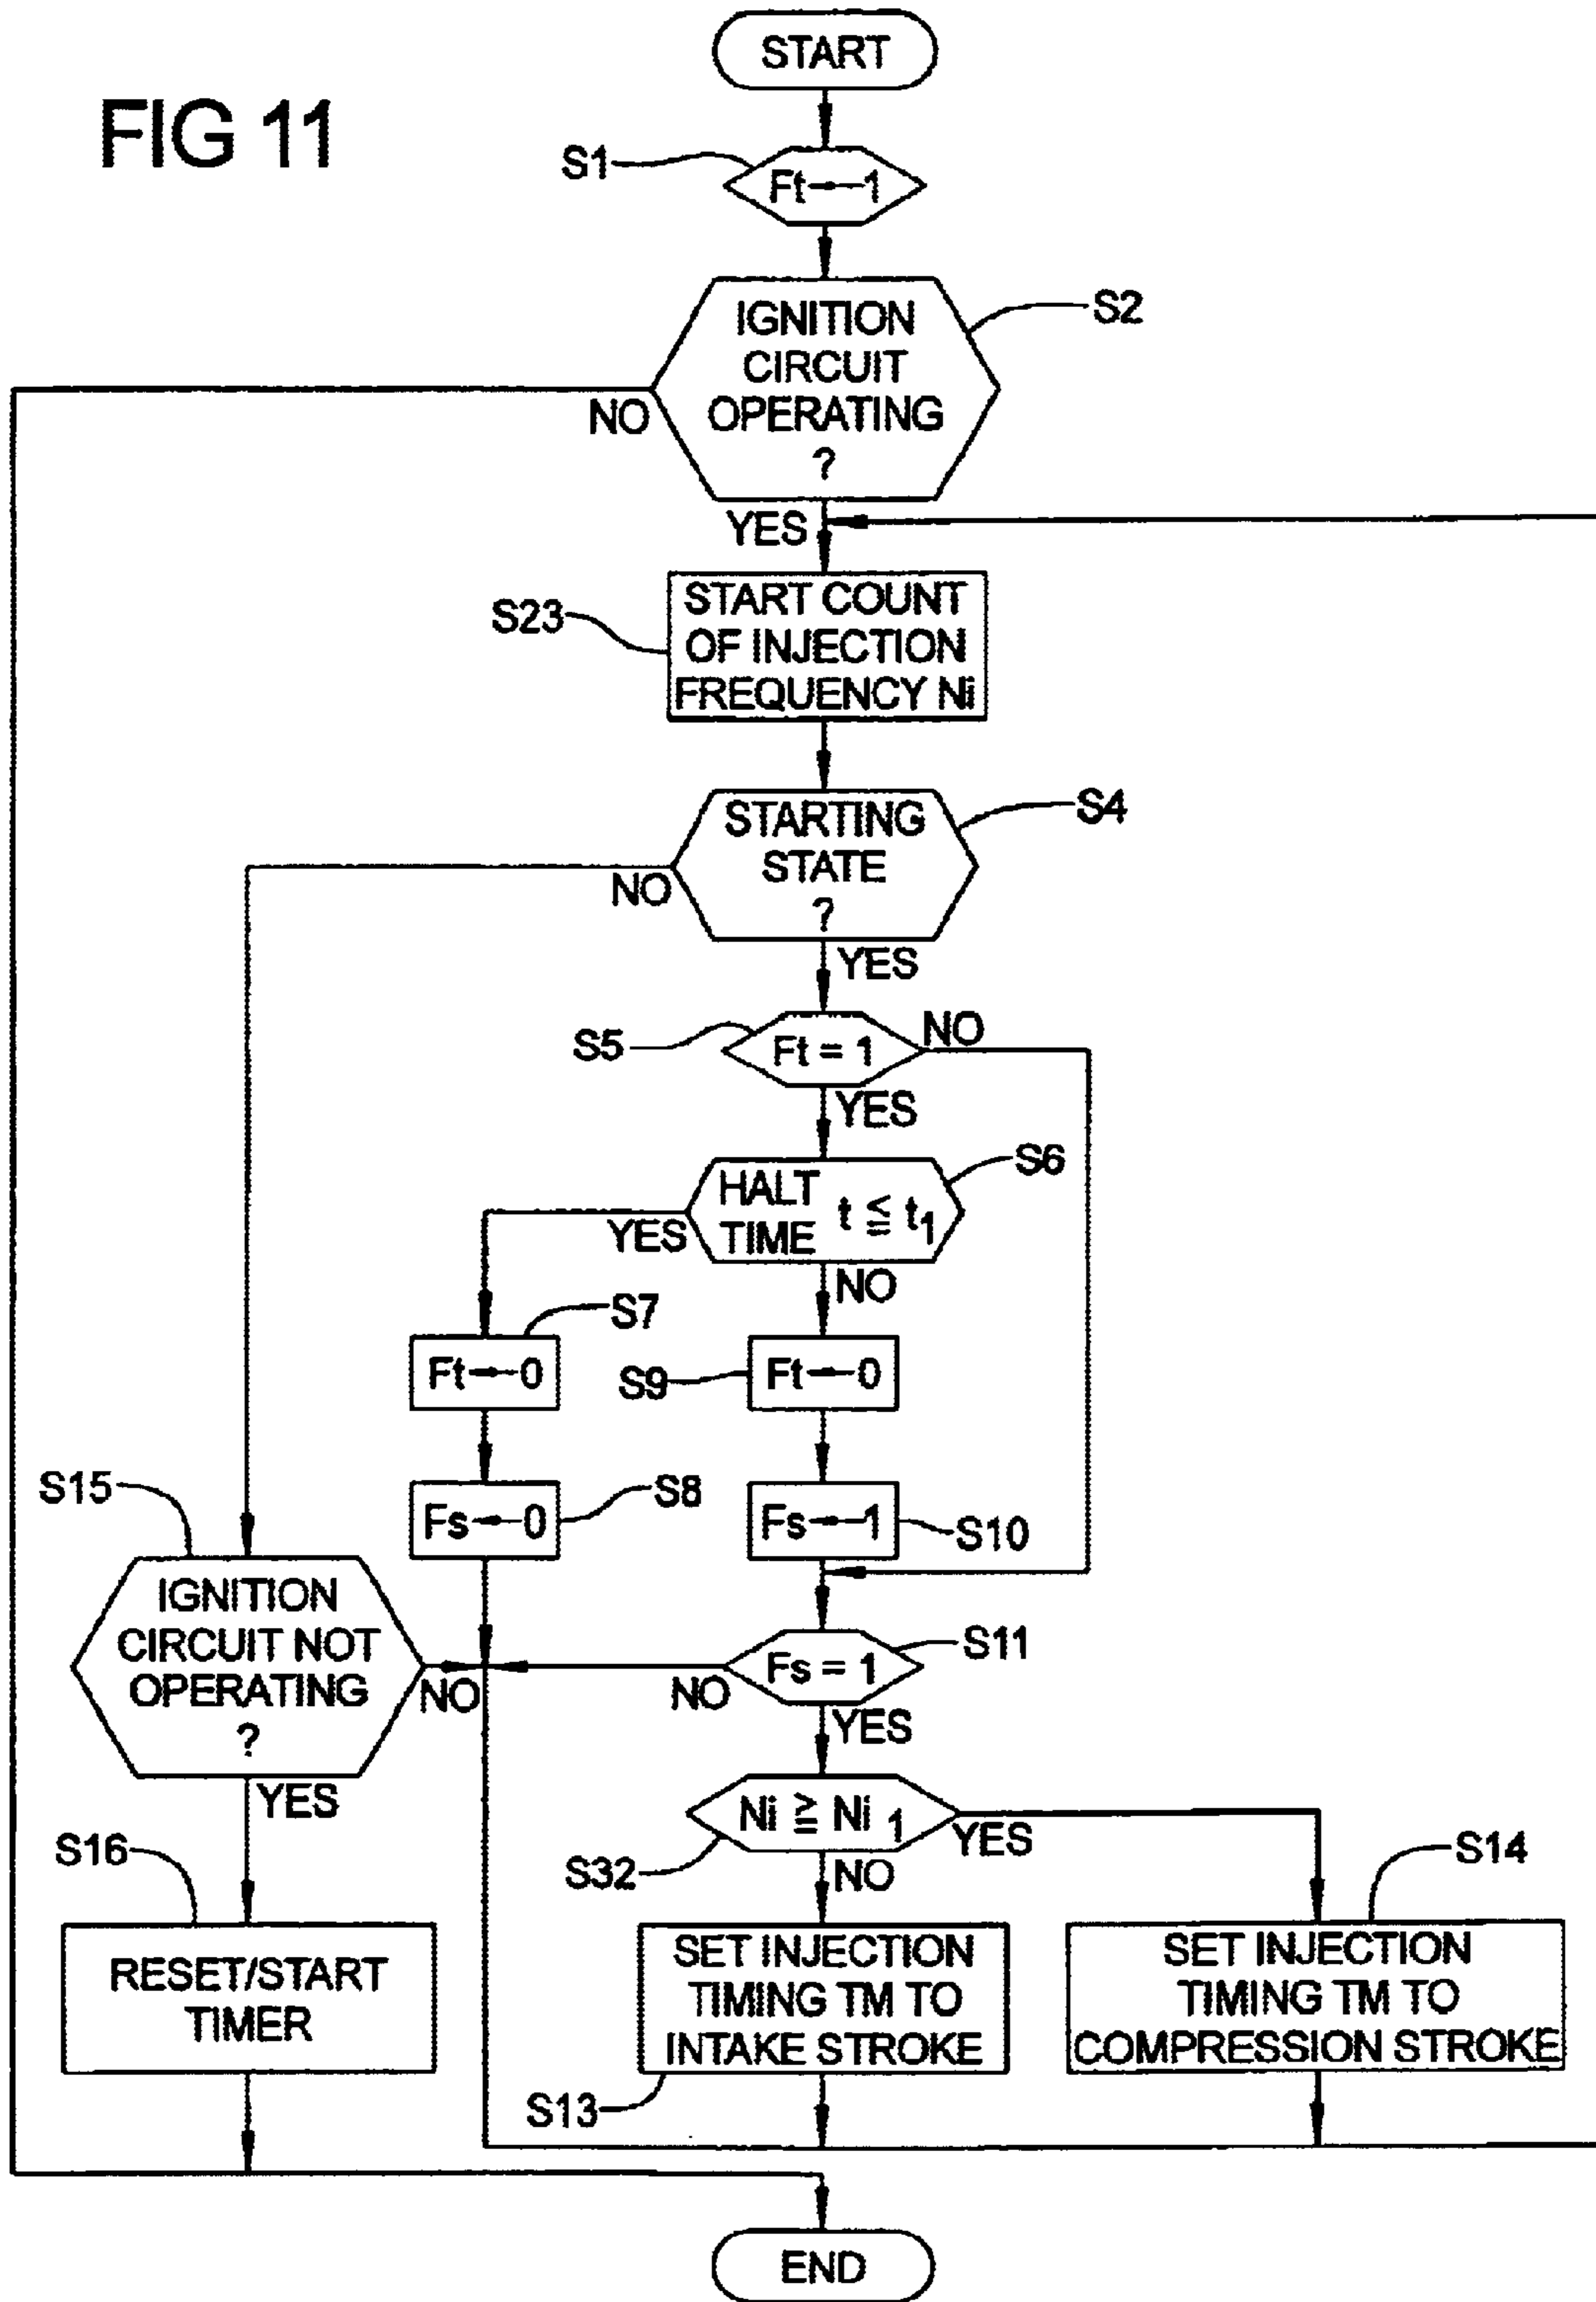 START
FIG 11
S1
Ft←1
S2
IGNITION
CIRCUIT
OPERATING
?
NO
YES
S23
START COUNT
OF INJECTION
FREQUENCY Ni
S4
STARTING
STATE
?
NO
YES
S5
Ft = 1
NO
YES
S6
HALT
TIME
t ≦ t1
YES
NO
S7
Ft←0
S9
Ft←0
S15
S8
Fs←0
Fs←1
S10
IGNITION
CIRCUIT NOT
OPERATING
?
NO
YES
S11
Fs = 1
NO
YES
Ni ≧ Ni 1
YES
S32
NO
S16
S14
RESET/START
TIMER
SET INJECTION
TIMING TM TO
INTAKE STROKE
S13
SET INJECTION
TIMING TM TO
COMPRESSION STROKE
END